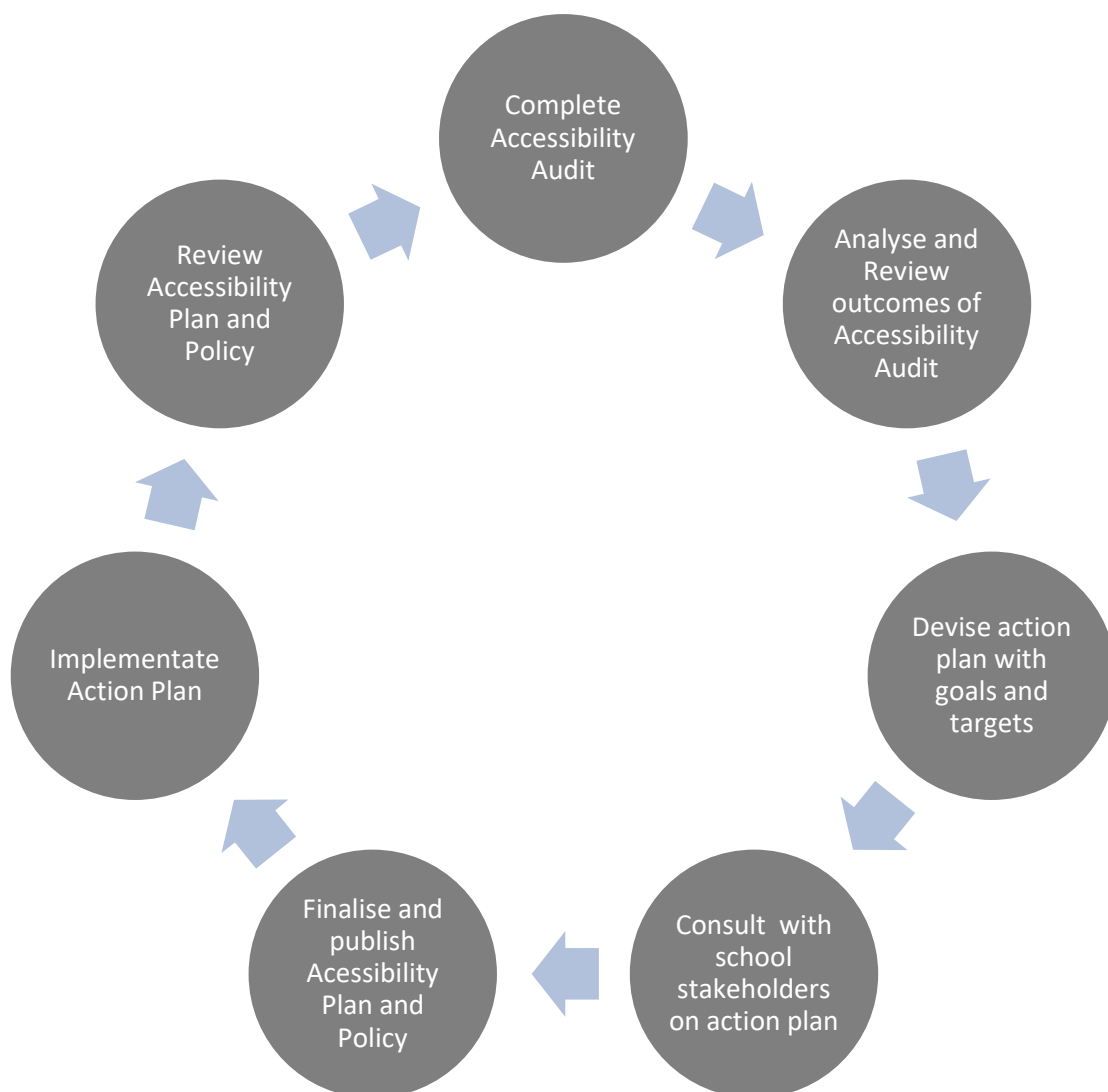 Complete
Accessibility
Audit
Analyse and
Review
outcomes of
Accessibility
Audit
Devise action
plan with
goals and
targets
Consult  with
school
stakeholders
on action plan
Finalise and
publish
Acessibility
Plan and
Policy
Implementate
Action Plan
Review
Accessibility
Plan and
Policy